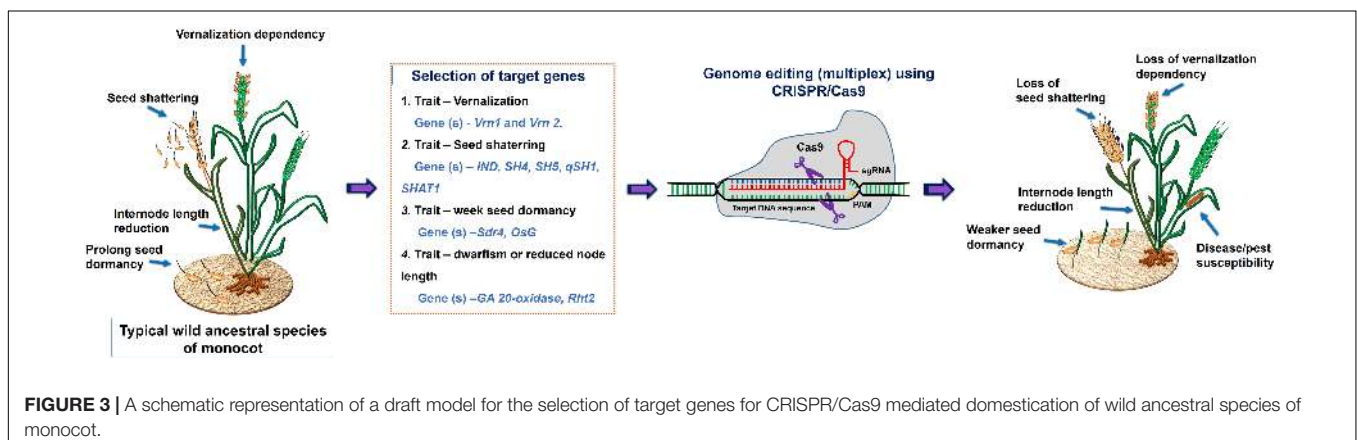 Vernalization dependency
Seed shattering
Internode length
reduction
Prolong seed
dormancy
Typical wild ancestral species
of monocot
Selection of target genes
1. Trait – Vernalization
Gene (s) - Vrn1 and Vrn 2.
2. Trait – Seed shaterring
Gene (s) – IND, SH4, SH5, qSH1,
SHAT1
3. Trait – week seed dormancy
Gene (s) –Sdr4, OsG
4. Trait – dwarfism or reduced node
length
Gene (s) –GA 20-oxidase, Rht2
Genome editing (multiplex) using
CRISPR/Cas9
Cas9
sgRNA
Target DNA sequence
PAM
Loss of vernalization
dependency
Loss of
seed shattering
Internode length
reduction
Weaker seed
dormancy
Disease/pest
susceptibility
FIGURE 3 | A schematic representation of a draft model for the selection of target genes for CRISPR/Cas9 mediated domestication of wild ancestral species of
monocot.